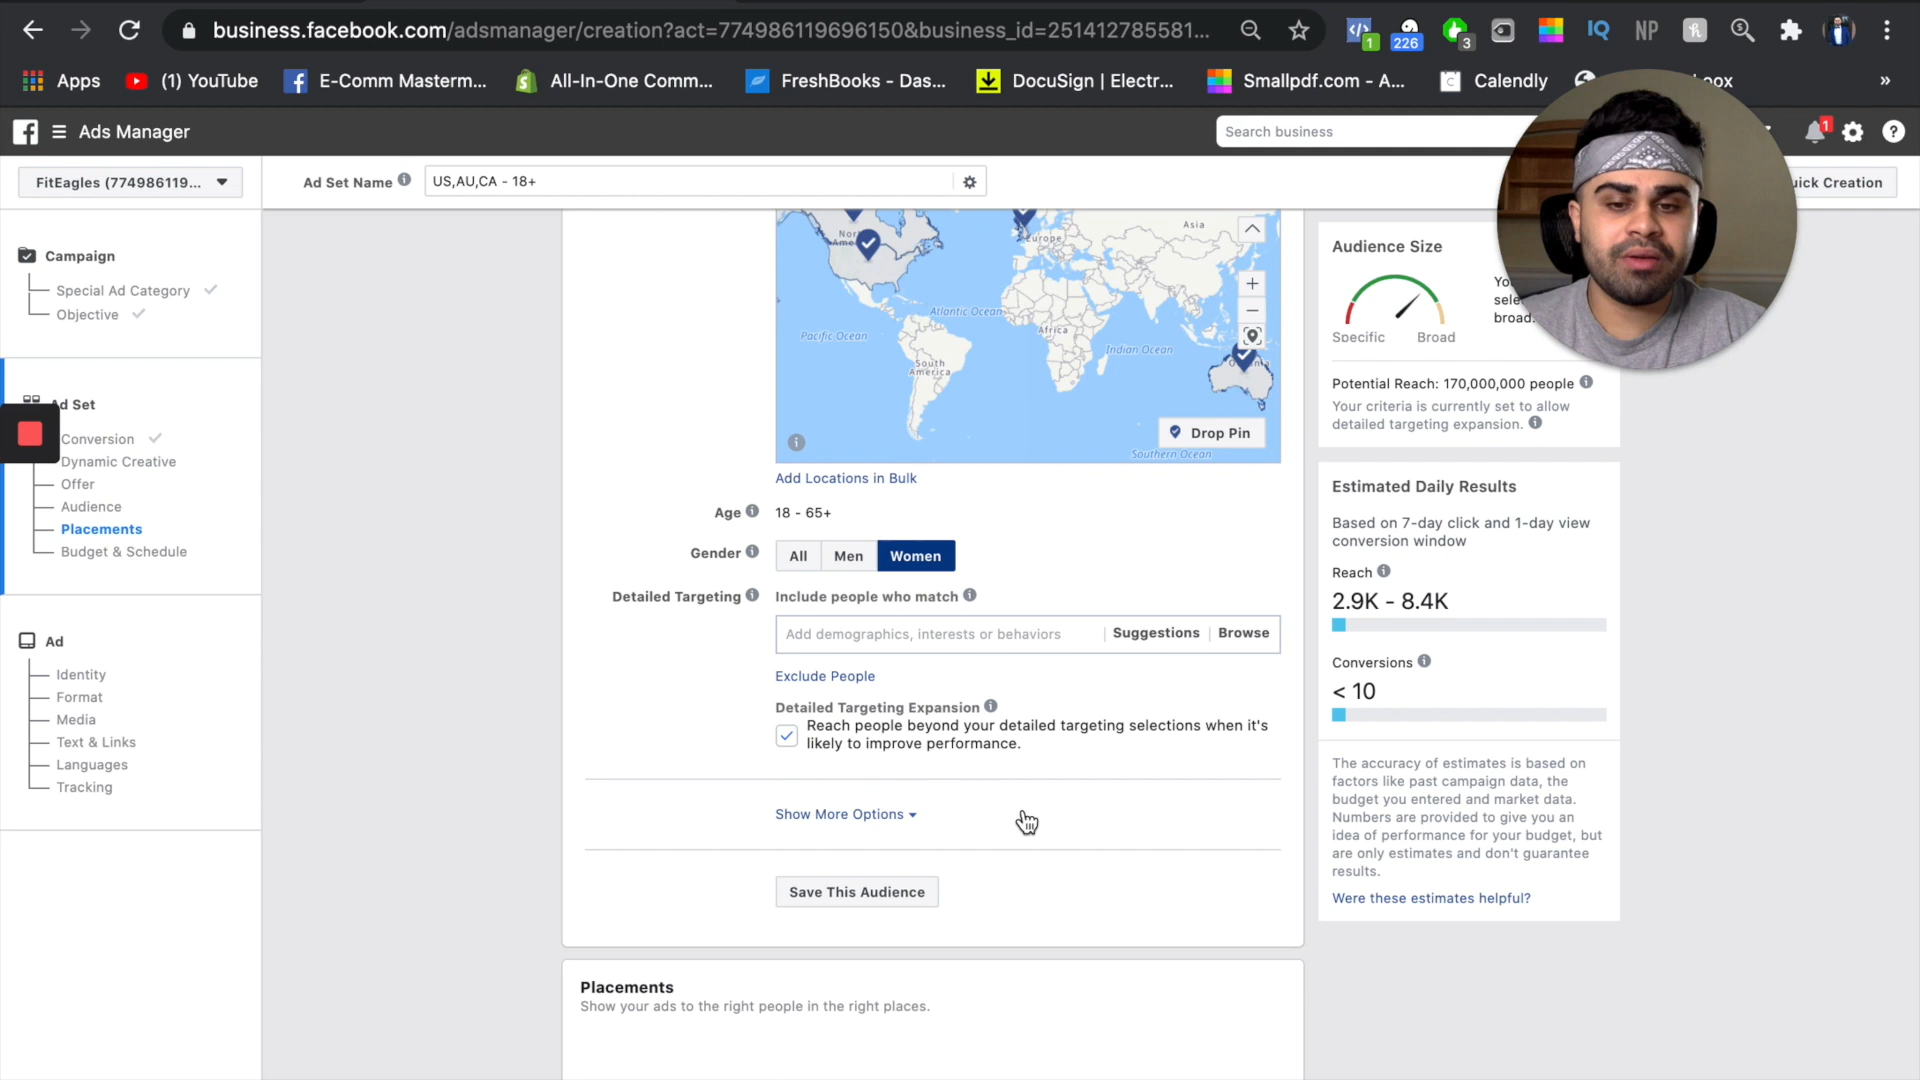 business.facebook.com/adsmanager/creation?act=774986119696150&business_id=251412785581...
1
226
3
IQ
NP
Apps
(1) YouTube
E-Comm Masterm...
All-In-One Comm...
FreshBooks - Das...
DocuSign | Electr...
Smallpdf.com - A...
Calendly
»
Ads Manager
Search business
1
FitEagles (774986119...
Ad Set Name
US,AU,CA - 18+
uick Creation
Campaign
Special Ad Category
Objective
Ad Set
Conversion
Dynamic Creative
Offer
Audience
Placements
Budget & Schedule
Ad
Identity
Format
Media
Text & Links
Languages
Tracking
Europe
Asia
Atlantic Ocean
Africa
Pacific Ocean
South
America
Indian Ocean
Southern Ocean
Drop Pin
Add Locations in Bulk
Age
18 - 65+
Gender
All
Men
Women
Detailed Targeting
Include people who match
Add demographics, interests or behaviors
Suggestions
Browse
Exclude People
Detailed Targeting Expansion
Reach people beyond your detailed targeting selections when it's
likely to improve performance.
Show More Options
Save This Audience
Placements
Show your ads to the right people in the right places.
Audience Size
Specific
Broad
broad.
Potential Reach: 170,000,000 people
Your criteria is currently set to allow
detailed targeting expansion.
Estimated Daily Results
Based on 7-day click and 1-day view
conversion window
Reach
2.9K - 8.4K
Conversions
< 10
The accuracy of estimates is based on
factors like past campaign data, the
budget you entered and market data.
Numbers are provided to give you an
idea of performance for your budget, but
are only estimates and don't guarantee
results.
Were these estimates helpful?